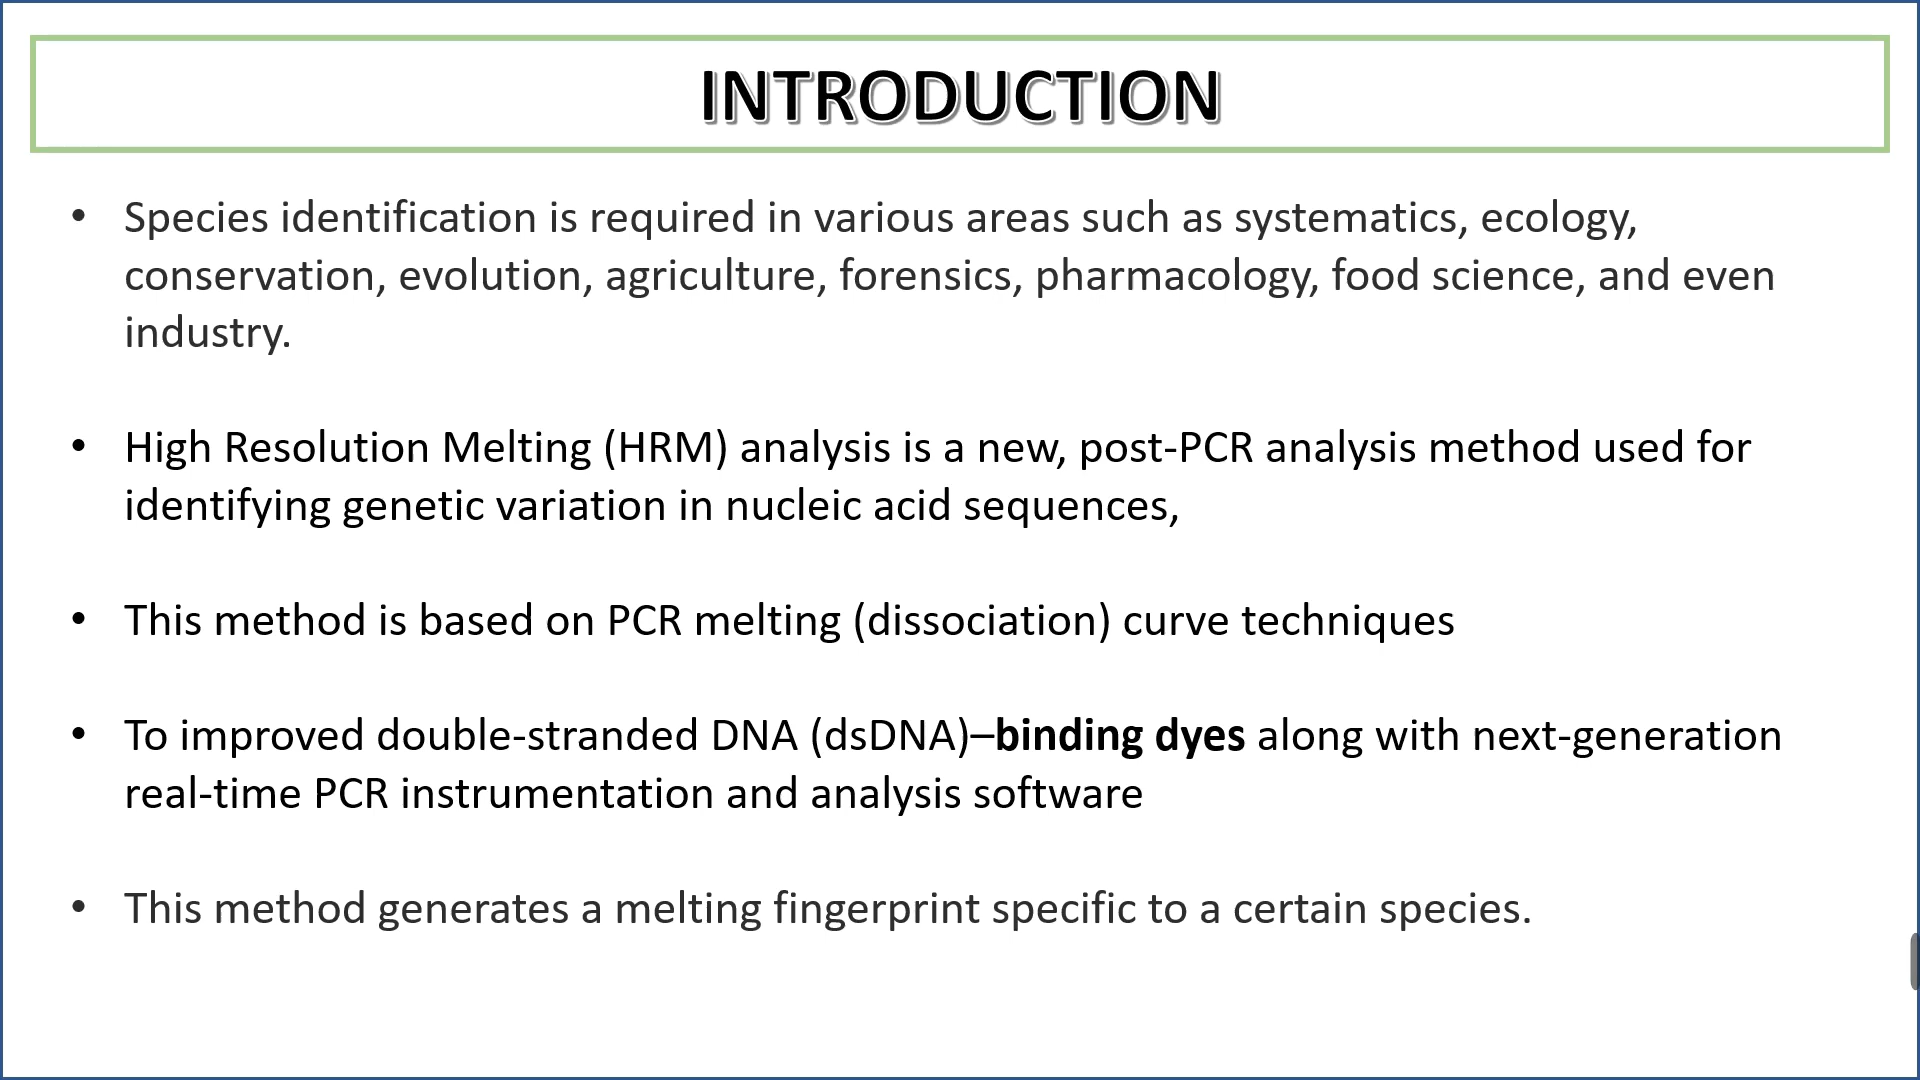 INTRODUCTION
• Species identification is required in various areas such as systematics, ecology,
conservation, evolution, agriculture, forensics, pharmacology, food science, and even
industry.
• High Resolution Melting (HRM) analysis is a new, post-PCR analysis method used for
identifying genetic variation in nucleic acid sequences,
• This method is based on PCR melting (dissociation) curve techniques
• To improved double-stranded DNA (dsDNA)–binding dyes along with next-generation
real-time PCR instrumentation and analysis software
• This method generates a melting fingerprint specific to a certain species.